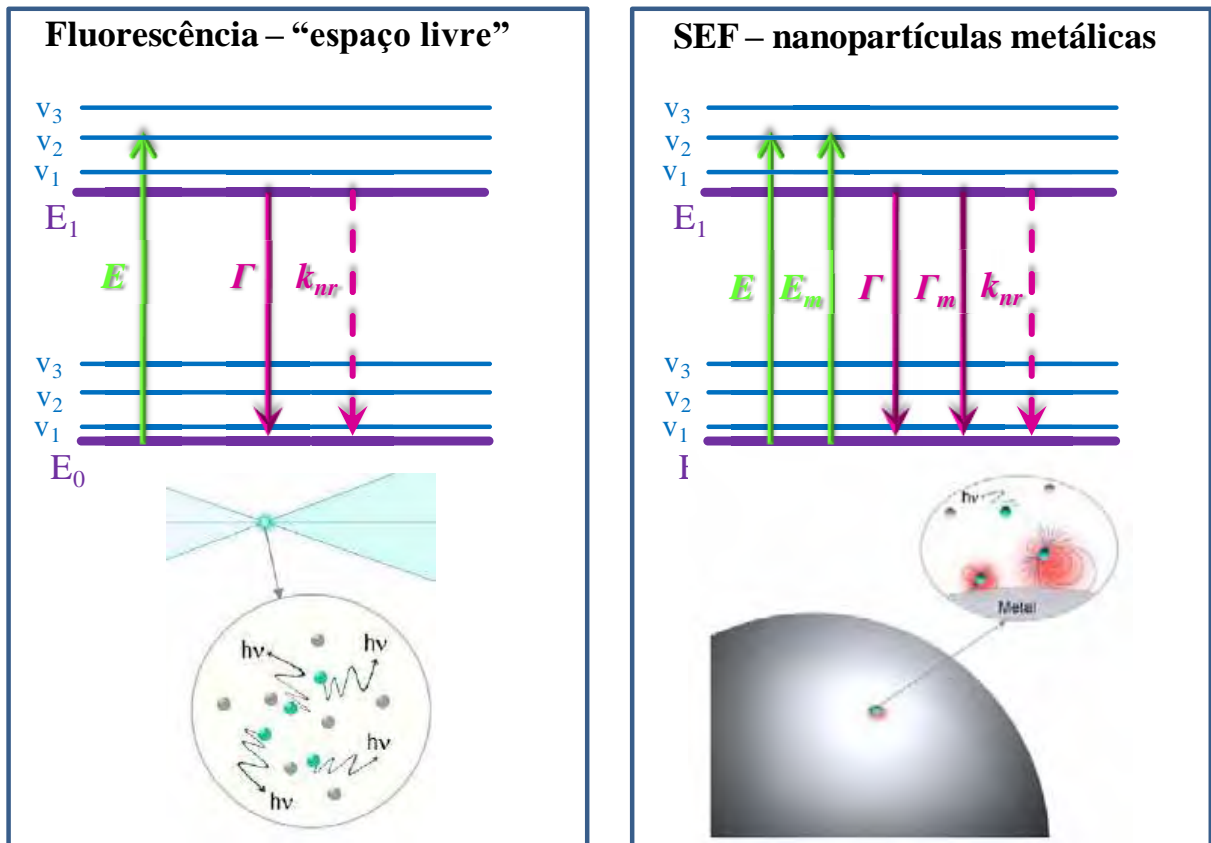 Fluorescência – “espaço livre”
v3
v2
v1
E1
E
Γ
knr
v3
v2
v1
E0
hν
hν
hν
hν
SEF – nanopartículas metálicas
v3
v2
v1
E1
E
Em
Γ
Γm
knr
v3
v2
v1
hν
Metal